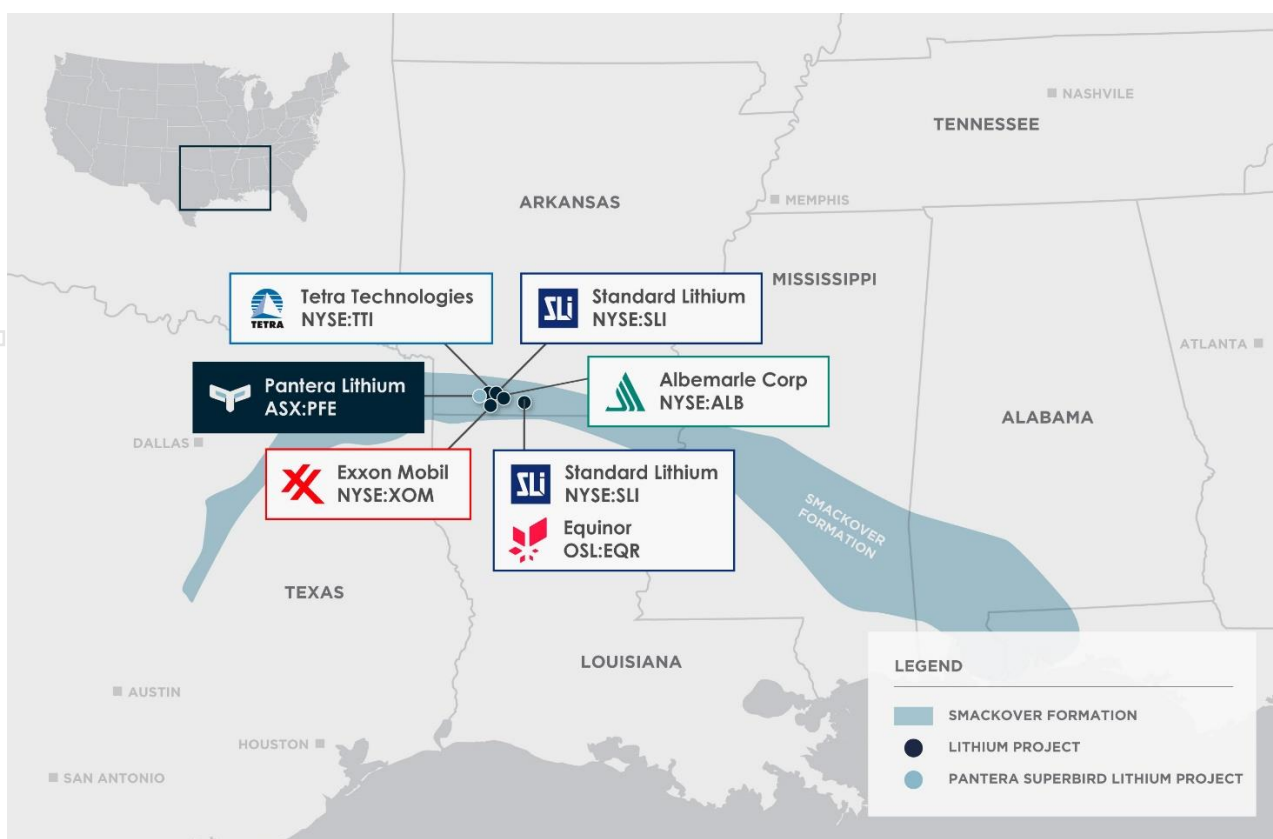 NASHVILE
TENNESSEE
ARKANSAS
MEMPHIS
MISSISSIPPI
TETRA
Tetra Technologies
NYSE:TTI
SLi
Standard Lithium
NYSE:SLI
ATLANTA
Pantera Lithium
ASX:PFE
Albemarle Corp
NYSE:ALB
ALABAMA
DALLAS
Exxon Mobil
NYSE:XOM
SLi
Standard Lithium
NYSE:SLI
Equinor
OSL:EQR
SMACKOVER
FORMATION
TEXAS
LOUISIANA
AUSTIN
HOUSTON
SAN ANTONIO
LEGEND
SMACKOVER FORMATION
LITHIUM PROJECT
PANTERA SUPERBIRD LITHIUM PROJECT